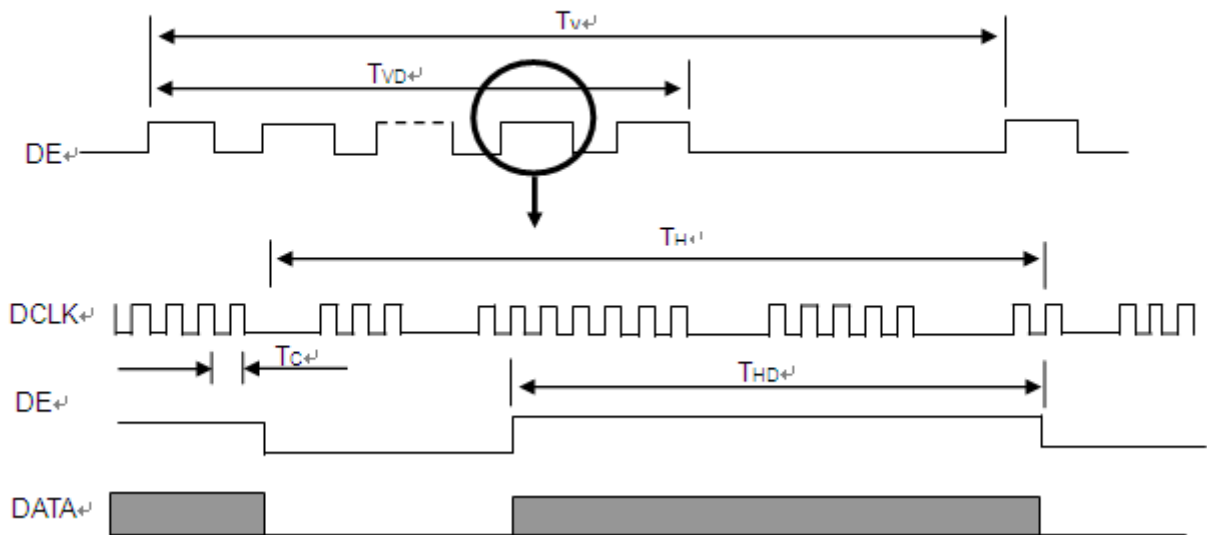 Tv↵
TVD↵
DE↵
TH↵
DCLK↵
TC↵
THD↵
DE↵
DATA↵